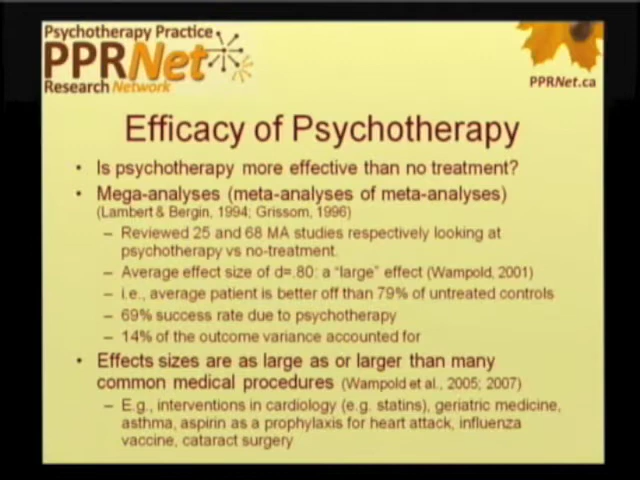 Psychotherapy Practice
PPRNet
Research Network
PPRNet.ca
Efficacy of Psychotherapy
• Is psychotherapy more effective than no treatment?
• Mega-analyses (meta-analyses of meta-analyses)
(Lambert & Bergin, 1994; Grissom, 1996)
– Reviewed 25 and 68 MA studies respectively looking at
psychotherapy vs no-treatment.
– Average effect size of d=.80: a “large” effect (Wampold, 2001)
– i.e., average patient is better off than 79% of untreated controls
– 69% success rate due to psychotherapy
– 14% of the outcome variance accounted for
• Effects sizes are as large as or larger than many
common medical procedures (Wampold et al., 2005; 2007)
– E.g., interventions in cardiology (e.g. statins), geriatric medicine,
asthma, aspirin as a prophylaxis for heart attack, influenza
vaccine, cataract surgery